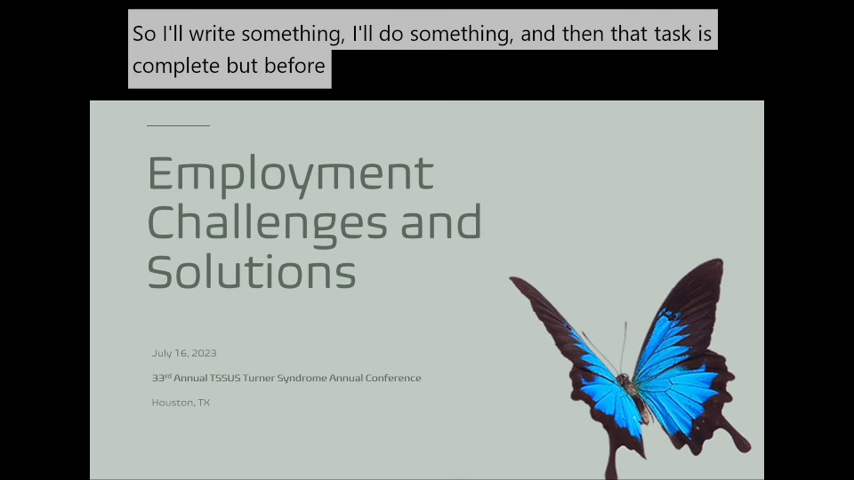 So I'll write something, I'll do something, and then that task is
complete but before
Employment
Challenges and
Solutions
July 16, 2023
33rd Annual TSSUS Turner Syndrome Annual Conference
Houston, TX